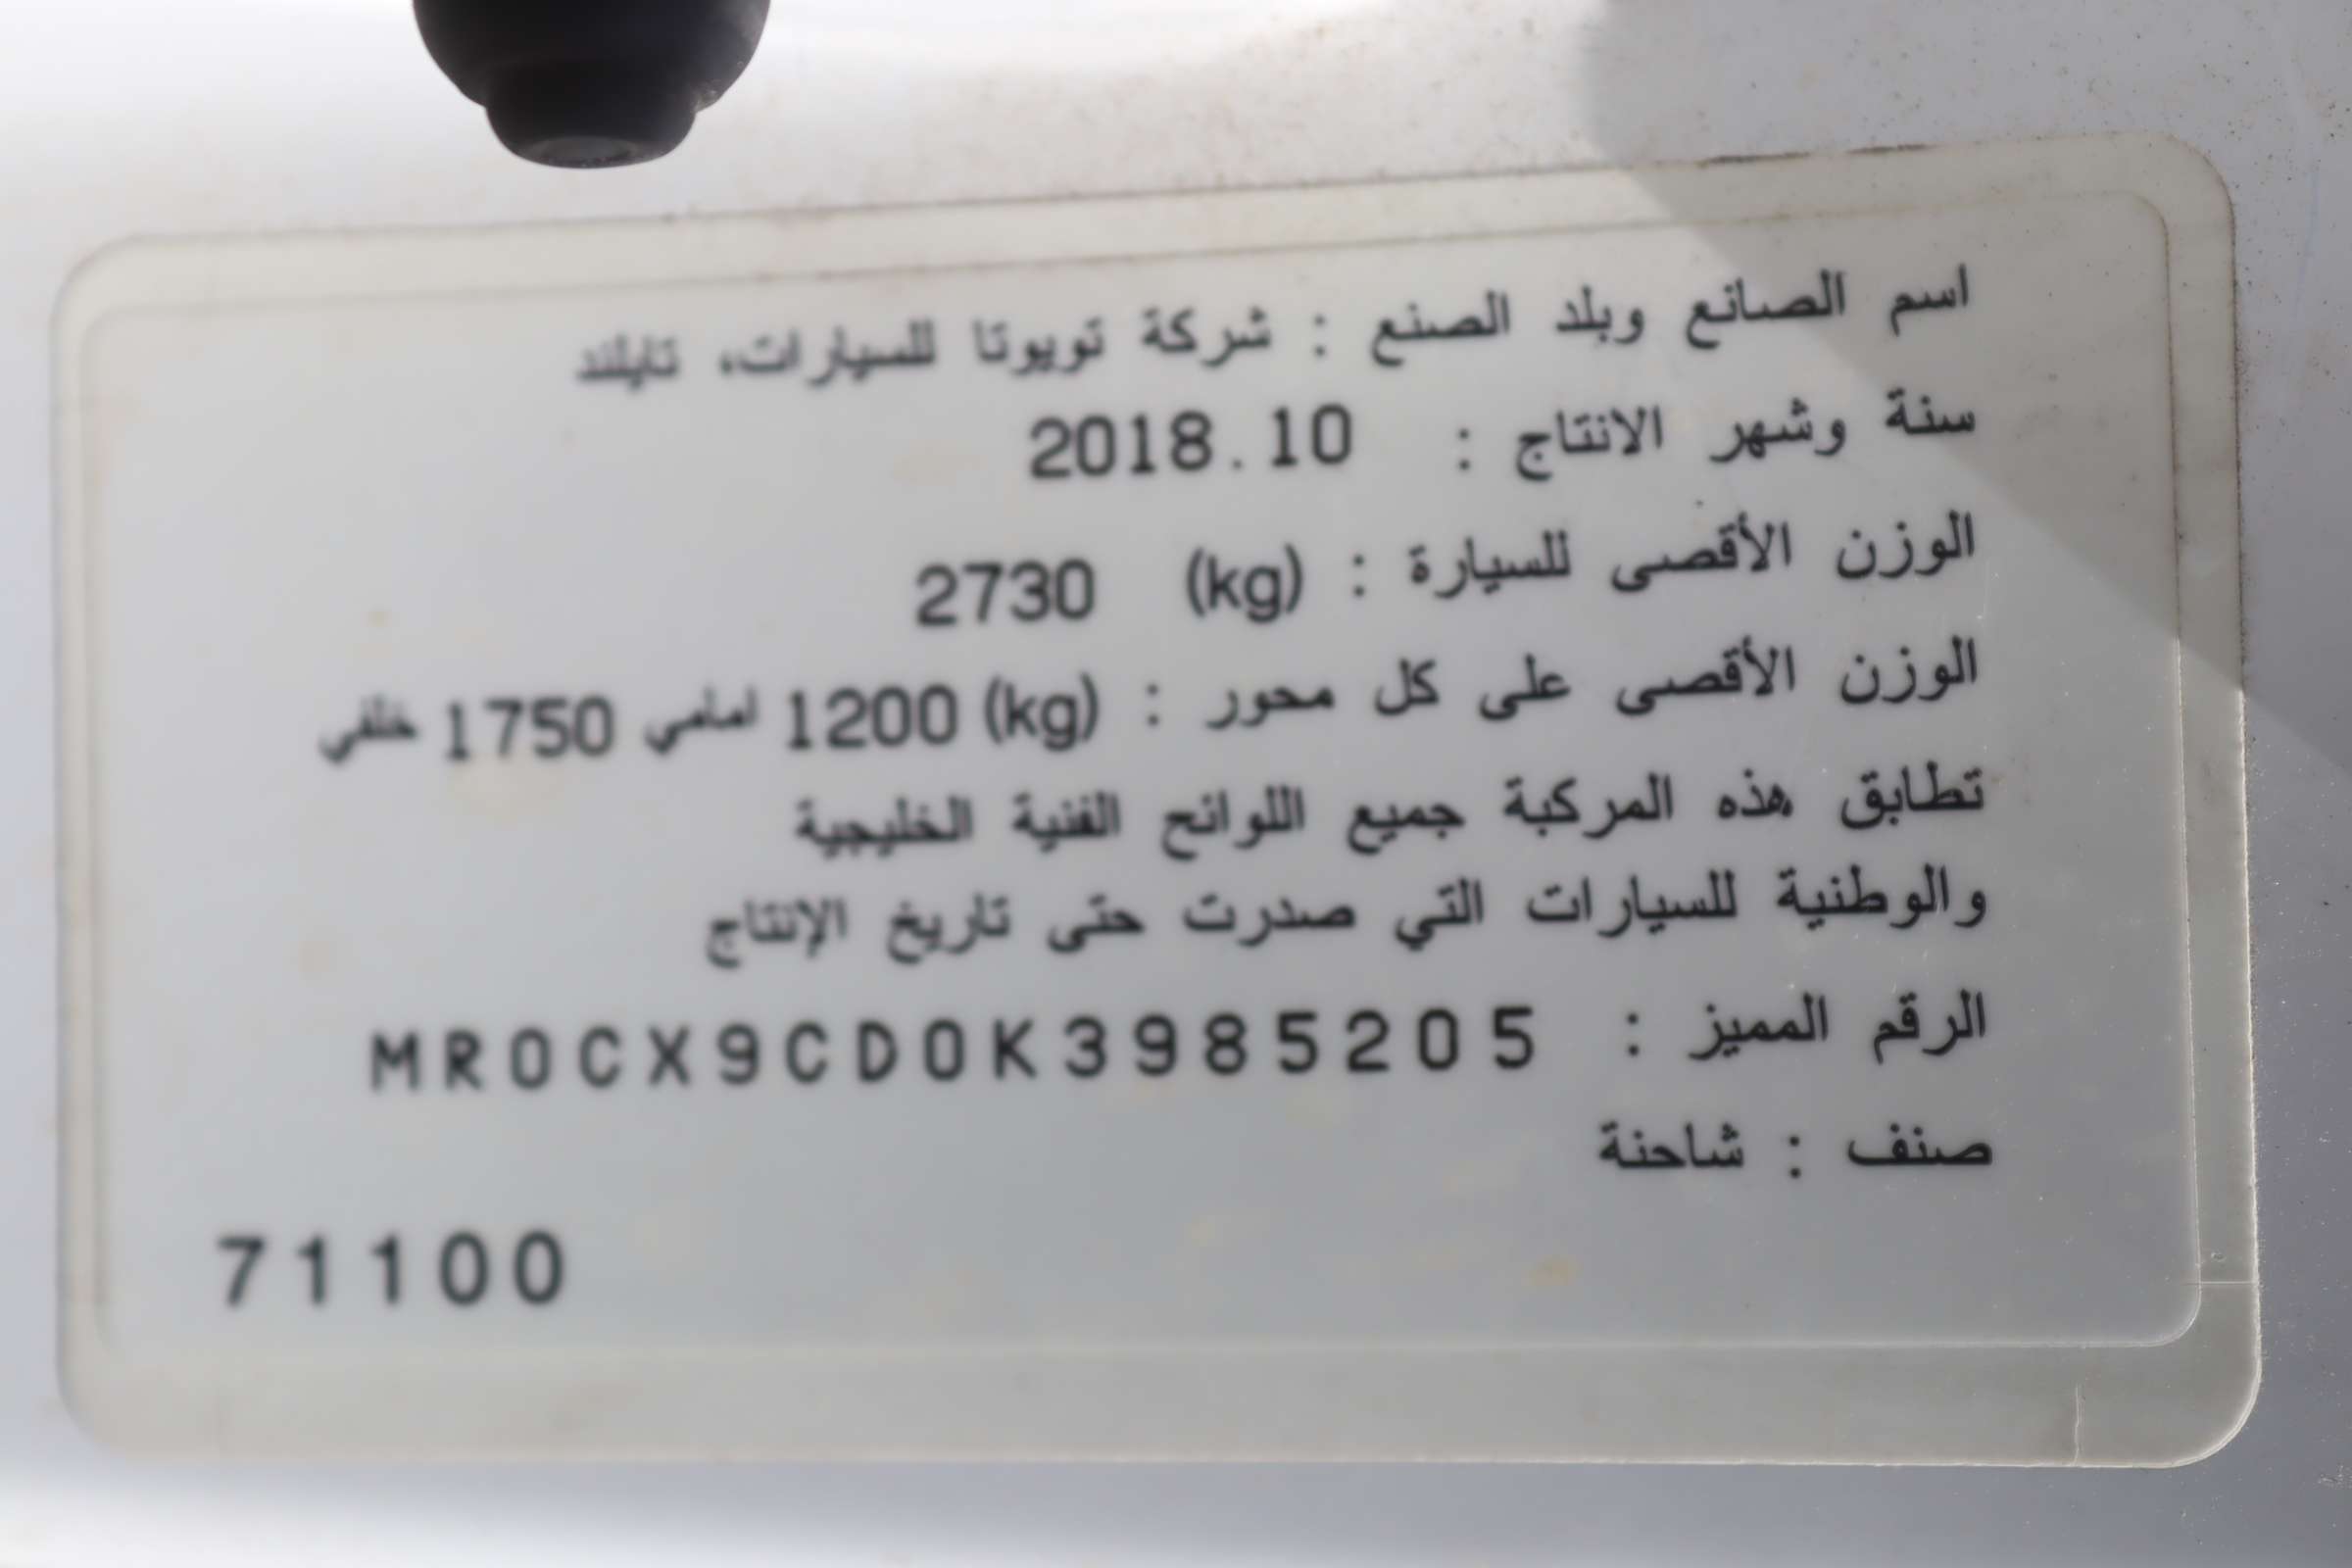 اسم الصانع وبلد الصنع : شركة تويوتا للسيارات، تايلند
سنة وشهر الانتاج : 2018.10
الوزن الأقصى للسيارة : (kg) 2730
الوزن الأقصى على كل محور : (kg) 1200 امامي 1750 خلفي
تطابق هذه المركبة جميع اللوائح الفنية الخليجية
والوطنية للسيارات التي صدرت حتى تاريخ الإنتاج
الرقم المميز : MR0CX9CD0K3985205
صنف : شاحنة
71100